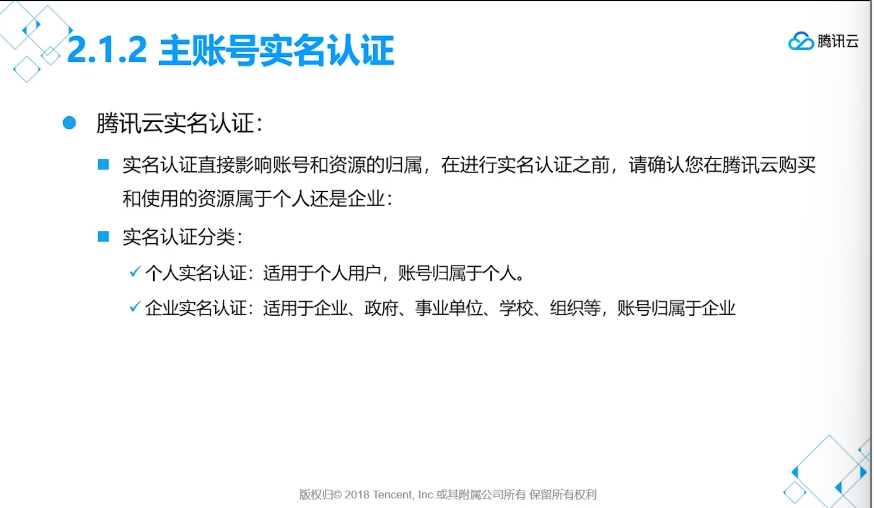 2.1.2 主账号实名认证
腾讯云
腾讯云实名认证：
实名认证直接影响账号和资源的归属，在进行实名认证之前，请确认您在腾讯云购买
和使用的资源属于个人还是企业：
实名认证分类：
个人实名认证：适用于个人用户，账号归属于个人。
企业实名认证：适用于企业、政府、事业单位、学校、组织等，账号归属于企业
版权归© 2018 Tencent, Inc.或其附属公司所有 保留所有权利